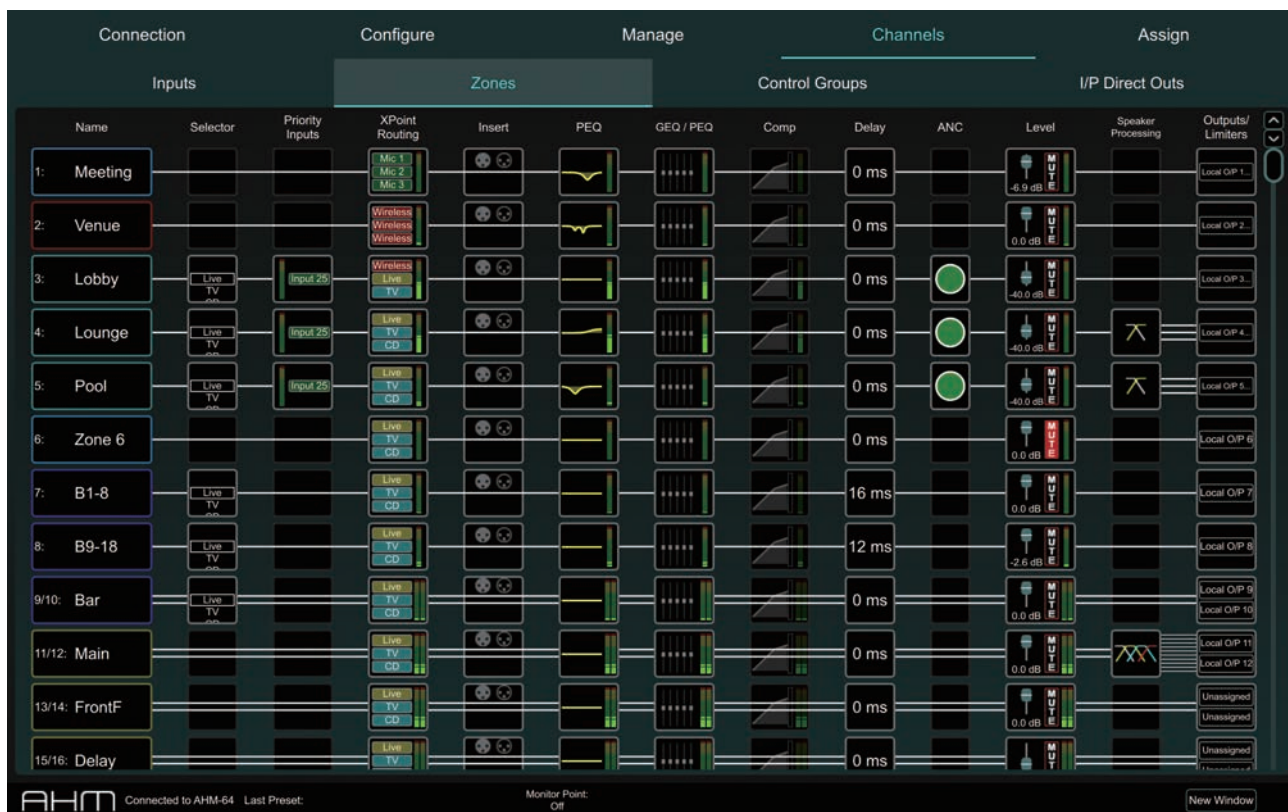 Connection Configure Manage Channels Assign
Inputs Zones Control Groups I/P Direct Outs
Name Selector Priority Inputs XPoint Routing Insert PEQ GEQ / PEQ Comp Delay ANC Level Speaker Processing Outputs/ Limiters
1: Meeting Mic 1 Mic 2 Mic 3 0 ms -6.9 dB MUTE Local O/P 1...
2: Venue Wireless Wireless Wireless 0 ms 0.0 dB MUTE Local O/P 2...
3: Lobby Live TV Input 25 Wireless Live TV 0 ms -40.0 dB MUTE Local O/P 3...
4: Lounge Live TV Input 25 Live TV CD 0 ms -40.0 dB MUTE Local O/P 4...
5: Pool Live TV Input 25 Live TV CD 0 ms -40.0 dB MUTE Local O/P 5...
6: Zone 6 Live TV CD 0 ms 0.0 dB MUTE Local O/P 6
7: B1-8 Live TV Live TV CD 16 ms 0.0 dB MUTE Local O/P 7
8: B9-18 Live TV Live TV CD 12 ms -2.6 dB MUTE Local O/P 8
9/10: Bar Live TV Live TV CD 0 ms 0.0 dB MUTE Local O/P 9 Local O/P 10
11/12: Main Live TV CD 0 ms 0.0 dB MUTE Local O/P 11 Local O/P 12
13/14: FrontF Live TV CD 0 ms 0.0 dB MUTE Unassigned Unassigned
15/16: Delay Live TV 0 ms MUTE Unassigned
AHM Connected to AHM-64 Last Preset: Monitor Point: Off New Window